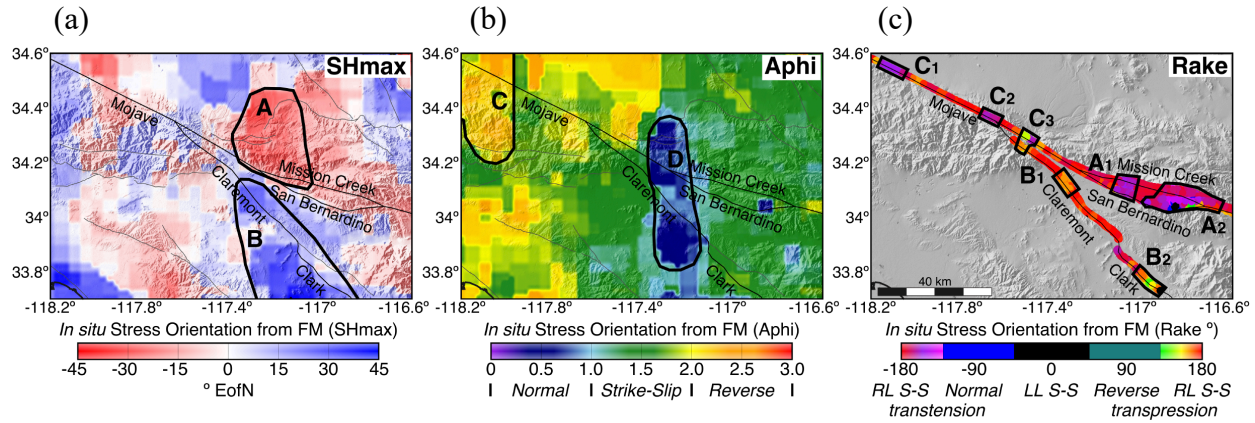 (a)
(b)
(c)
34.6°
34.4°
34.2°
34°
33.8°
-118.2°
-117.8°
-117.4°
-117°
-116.6°
SHmax
A
B
Mojave
Mission Creek
San Bernardino
Claremont
Clark
In situ Stress Orientation from FM (SHmax)
-45 -30 -15 0 15 30 45
° EofN
34.6°
34.4°
34.2°
34°
33.8°
-118.2°
-117.8°
-117.4°
-117°
-116.6°
Aphi
C
D
Mojave
Mission Creek
San Bernardino
Claremont
Clark
In situ Stress Orientation from FM (Aphi)
0 0.5 1.0 1.5 2.0 2.5 3.0
Normal Strike-Slip Reverse
34.6°
34.4°
34.2°
34°
33.8°
-118.2°
-117.8°
-117.4°
-117°
-116.6°
Rake
C1
C2
C3
A1
A2
B1
B2
Mojave
Mission Creek
San Bernardino
Claremont
Clark
40 km
In situ Stress Orientation from FM (Rake °)
-180 -90 0 90 180
RL S-S Normal LL S-S Reverse RL S-S
transtension transpression